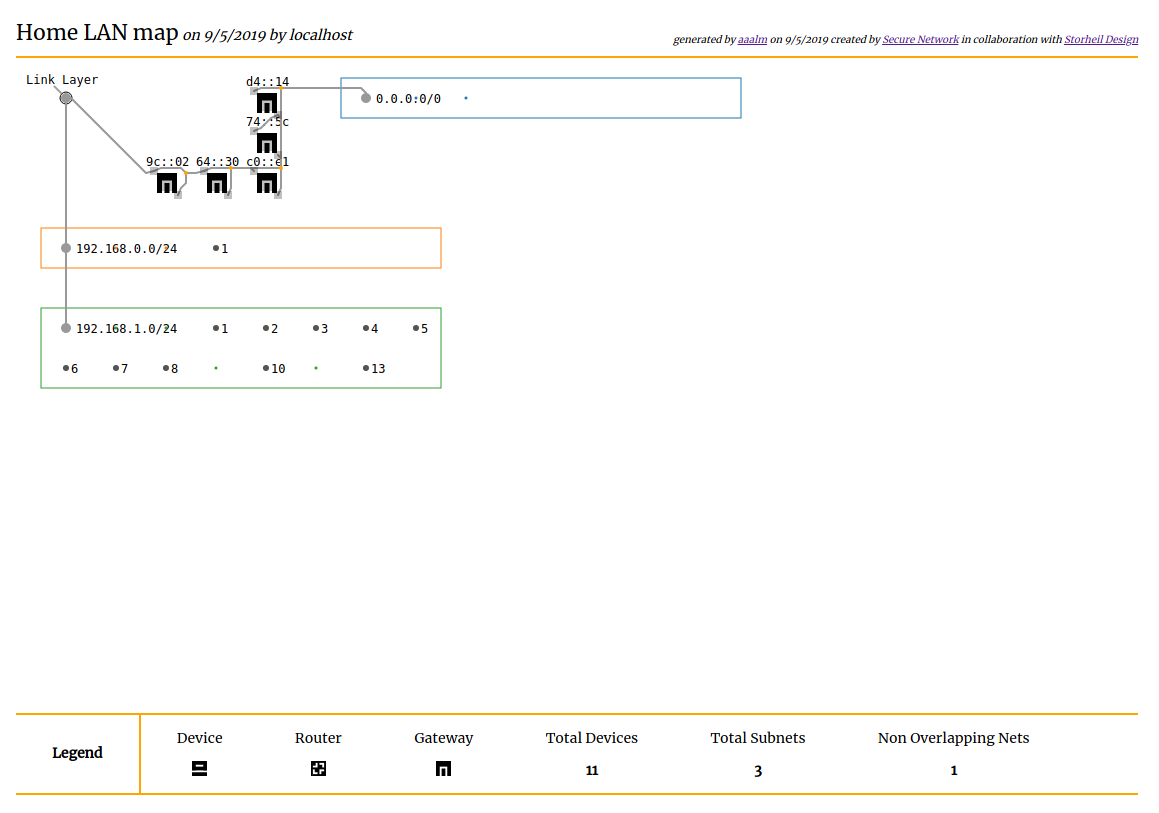 Home LAN map on 9/5/2019 by localhost
generated by aaalm on 9/5/2019 created by Secure Network in collaboration with Storheil Design
Link Layer
d4::14
0.0.0.0/0
74::5c
9c::02 64::30 c0::e1
192.168.0.0/24 1
192.168.1.0/24 1 2 3 4 5
6 7 8 10 13
Legend
Device Router Gateway Total Devices Total Subnets Non Overlapping Nets
11 3 1